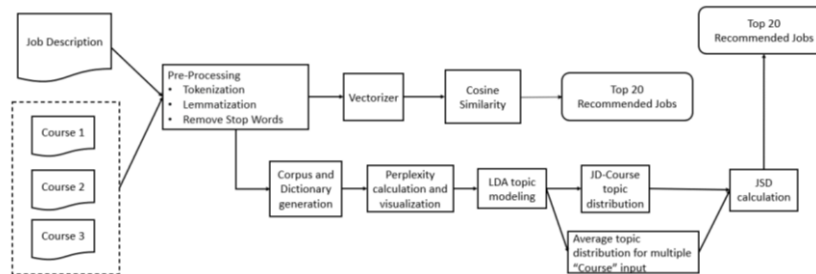 Top 20
Recommended Jobs
Job Description
Pre-Processing
• Tokenization
• Lemmatization
• Remove Stop Words
Vectorizer
Cosine
Similarity
Top 20
Recommended Jobs
Course 1
Course 2
Course 3
Corpus and
Dictionary
generation
Perplexity
calculation and
visualization
LDA topic
modeling
JD-Course
topic
distribution
JSD
calculation
Average topic
distribution for multiple
"Course" input